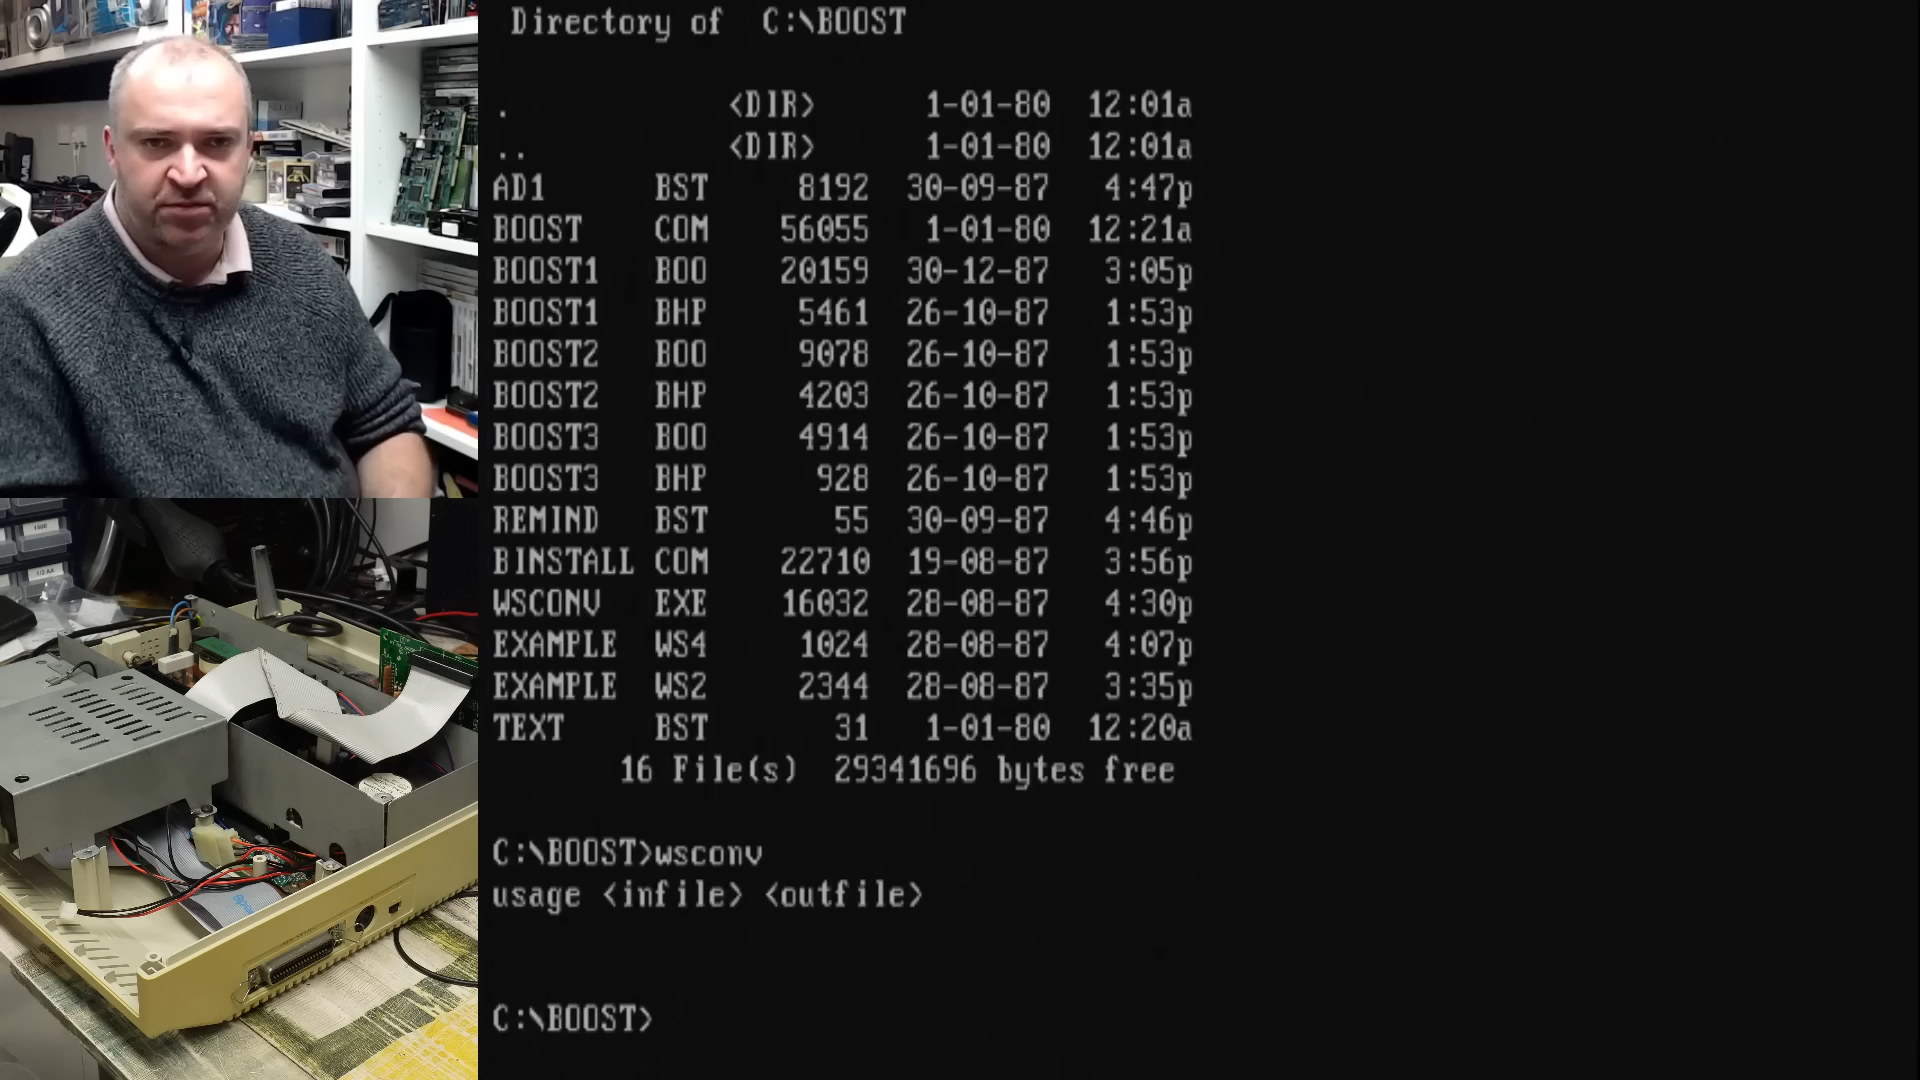 Directory of  C:\BOOST
.            <DIR>      1-01-80  12:01a
..           <DIR>      1-01-80  12:01a
AD1      BST     8192  30-09-87   4:47p
BOOST    COM    56055   1-01-80  12:21a
BOOST1   BOO    20159  30-12-87   3:05p
BOOST1   BHP     5461  26-10-87   1:53p
BOOST2   BOO     9078  26-10-87   1:53p
BOOST2   BHP     4203  26-10-87   1:53p
BOOST3   BOO     4914  26-10-87   1:53p
BOOST3   BHP      928  26-10-87   1:53p
REMIND   BST       55  30-09-87   4:46p
BINSTALL COM    22710  19-08-87   3:56p
WSCONV   EXE    16032  28-08-87   4:30p
EXAMPLE  WS4     1024  28-08-87   4:07p
EXAMPLE  WS2     2344  28-08-87   3:35p
TEXT     BST       31   1-01-80  12:20a
16 File(s)  29341696 bytes free
C:\BOOST>wsconv
usage <infile> <outfile>
C:\BOOST>